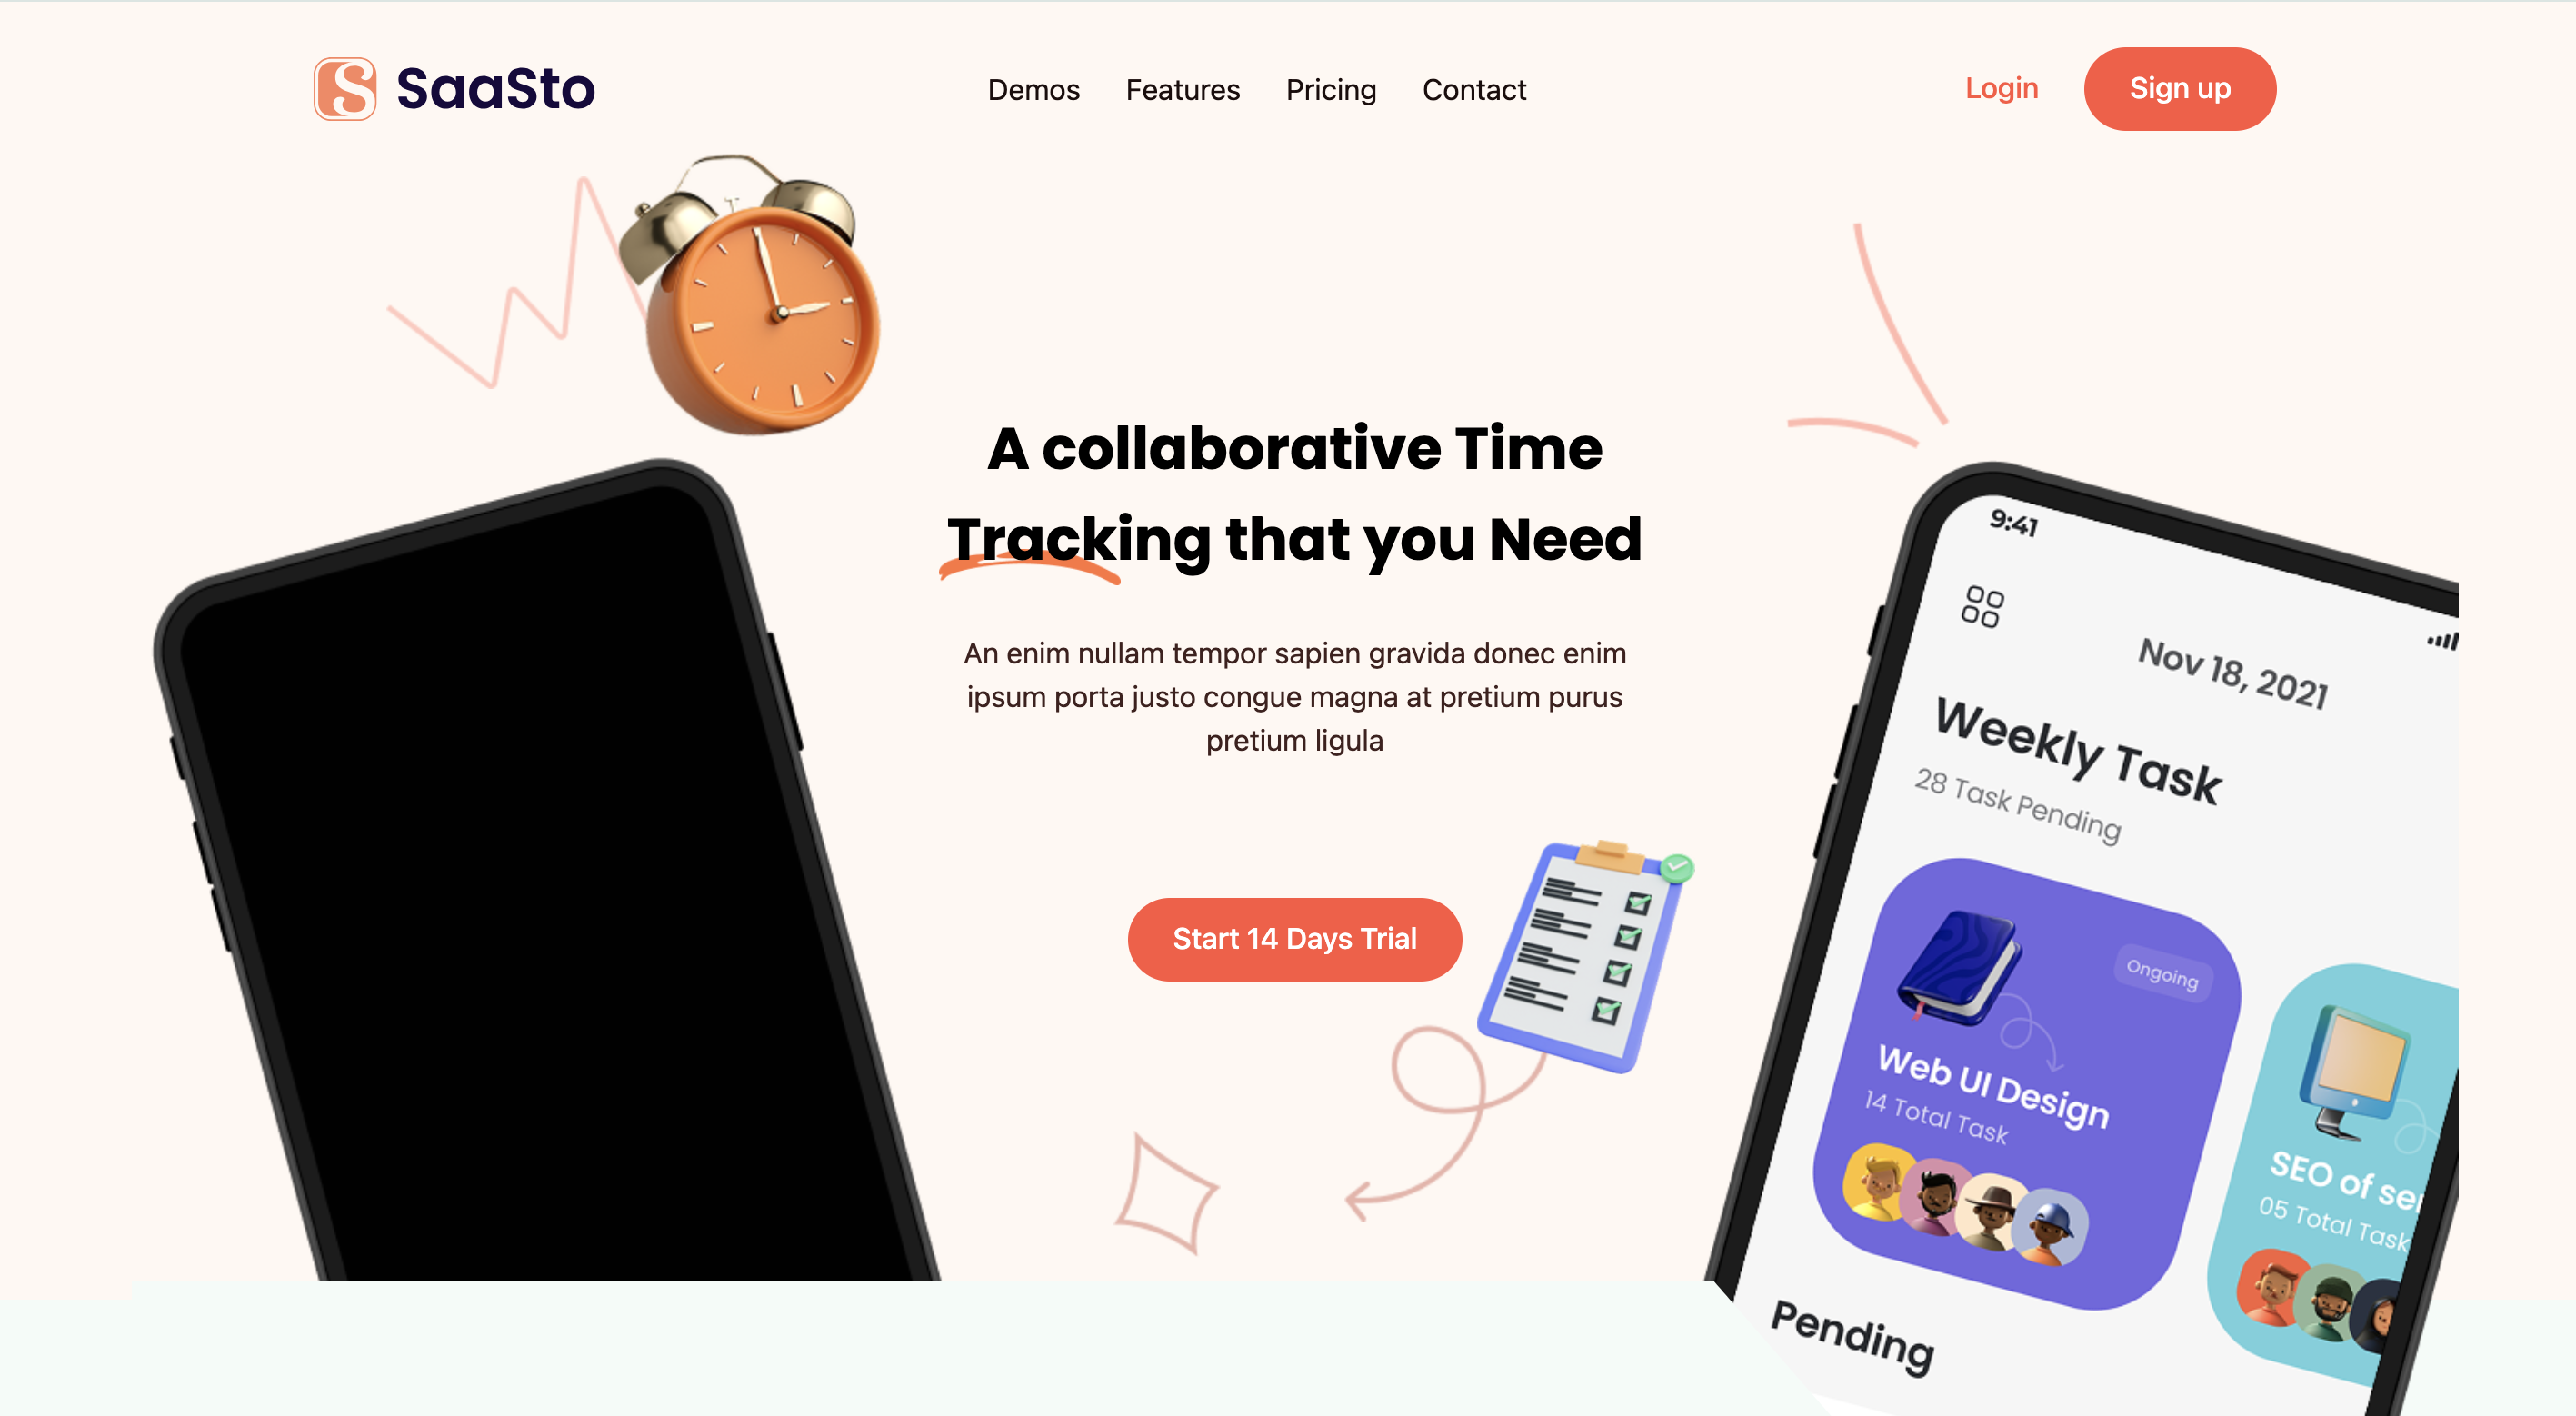 SaaSto
Demos
Features
Pricing
Contact
Login
Sign up
A collaborative Time
Tracking that you Need
An enim nullam tempor sapien gravida donec enim
ipsum porta justo congue magna at pretium purus
pretium ligula
Start 14 Days Trial
9:41
Nov 18, 2021
Weekly Task
28 Task Pending
Ongoing
Web UI Design
14 Total Task
SEO of se
05 Total Task
Pending